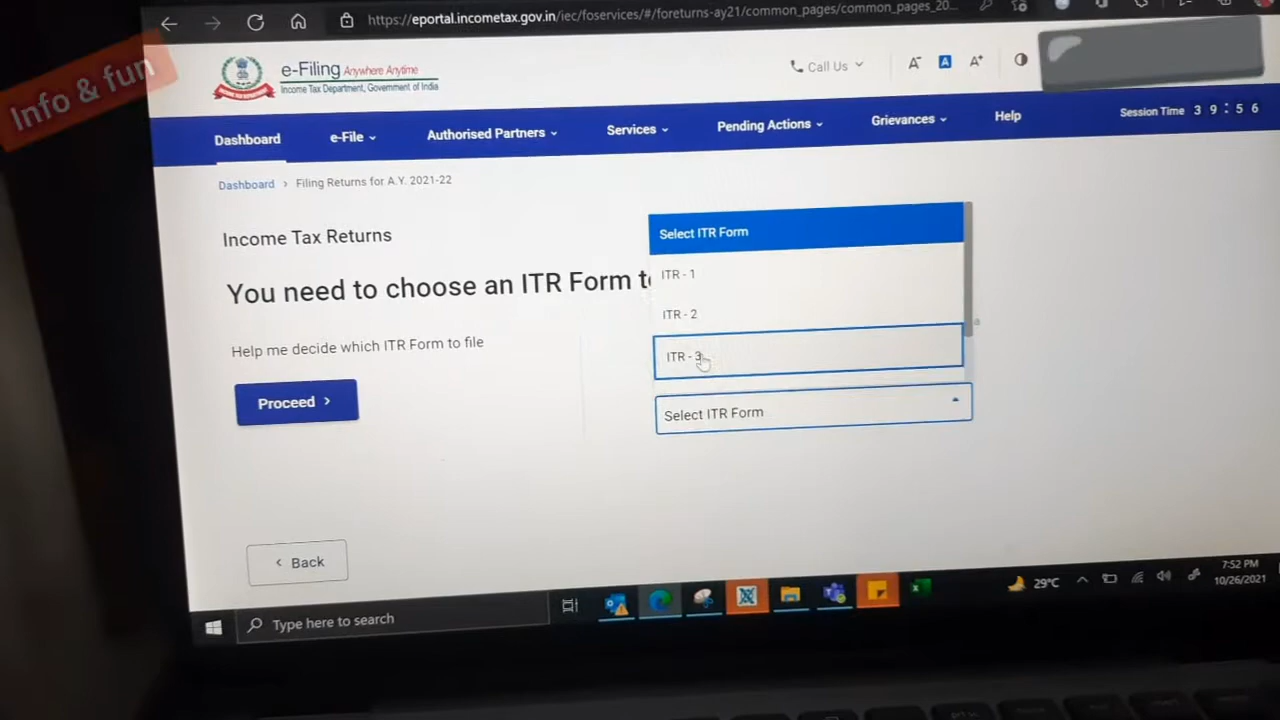 https://eportal.incometax.gov.in/iec/foservices/#/foreturns-ay21/common_pages/common_pages_20...
Info & fun
e-Filing Anywhere Anytime
Income Tax Department, Government of India
Call Us
A-
A
A+
Dashboard
e-File
Authorised Partners
Services
Pending Actions
Grievances
Help
Session Time 3 9 : 5 6
Dashboard > Filing Returns for A.Y. 2021-22
Income Tax Returns
You need to choose an ITR Form to
Help me decide which ITR Form to file
Proceed >
Select ITR Form
ITR - 1
ITR - 2
ITR - 3
Select ITR Form
< Back
Type here to search
29°C
7:52 PM
10/26/2021